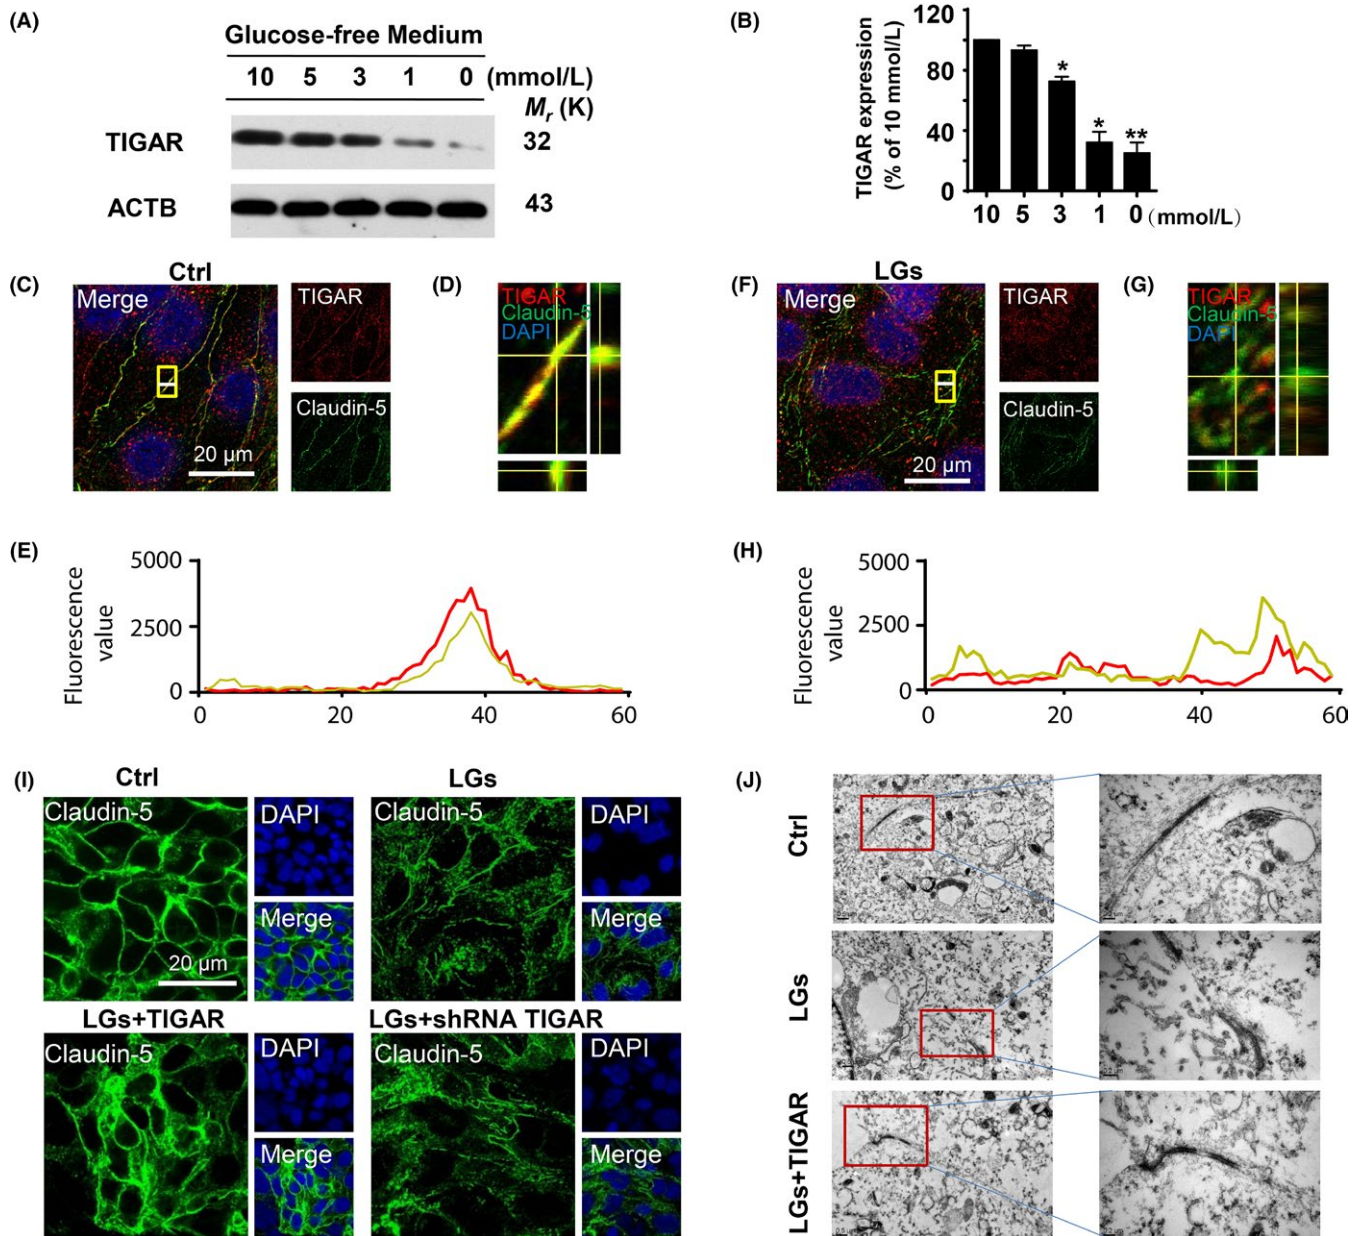 (A)
Glucose-free Medium
10 5 3 1 0 (mmol/L)
Mr (K)
TIGAR 32
ACTB 43
(B)
TIGAR expression
(% of 10 mmol/L)
120
80
40
0
* * **
10 5 3 1 0 (mmol/L)
(C)
Ctrl
Merge
20 µm
TIGAR
Claudin-5
(D)
TIGAR
Claudin-5
DAPI
(F)
LGs
Merge
20 µm
TIGAR
Claudin-5
(G)
TIGAR
Claudin-5
DAPI
(E)
Fluorescence
value
5000
2500
0
0 20 40 60
(H)
Fluorescence
value
5000
2500
0
0 20 40 60
(I)
Ctrl
Claudin-5
20 µm
DAPI
Merge
LGs
Claudin-5
DAPI
Merge
LGs+TIGAR
Claudin-5
DAPI
Merge
LGs+shRNA TIGAR
Claudin-5
DAPI
Merge
(J)
Ctrl
LGs
LGs+TIGAR